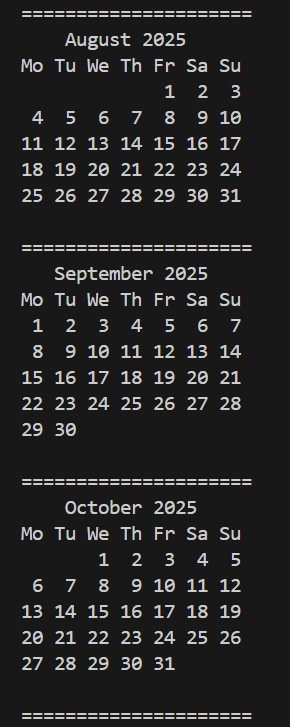 =====================
    August 2025
Mo Tu We Th Fr Sa Su
             1  2  3
 4  5  6  7  8  9 10
11 12 13 14 15 16 17
18 19 20 21 22 23 24
25 26 27 28 29 30 31

=====================
   September 2025
Mo Tu We Th Fr Sa Su
 1  2  3  4  5  6  7
 8  9 10 11 12 13 14
15 16 17 18 19 20 21
22 23 24 25 26 27 28
29 30

=====================
    October 2025
Mo Tu We Th Fr Sa Su
       1  2  3  4  5
 6  7  8  9 10 11 12
13 14 15 16 17 18 19
20 21 22 23 24 25 26
27 28 29 30 31

=====================